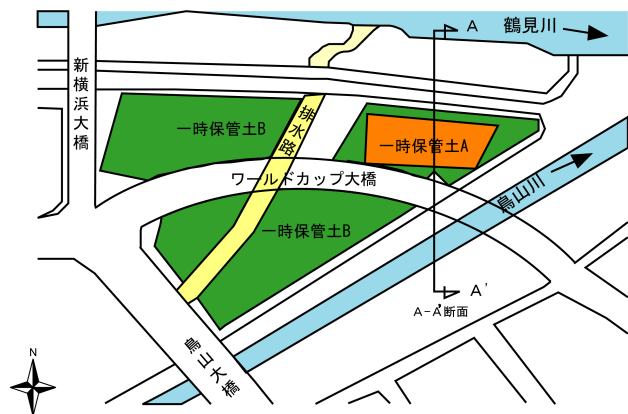 A
鶴見川
新横浜大橋
排水路
一時保管土B
一時保管土A
ワールドカップ大橋
鳥山川
一時保管土B
A'
A-A'断面
鳥山大橋
N